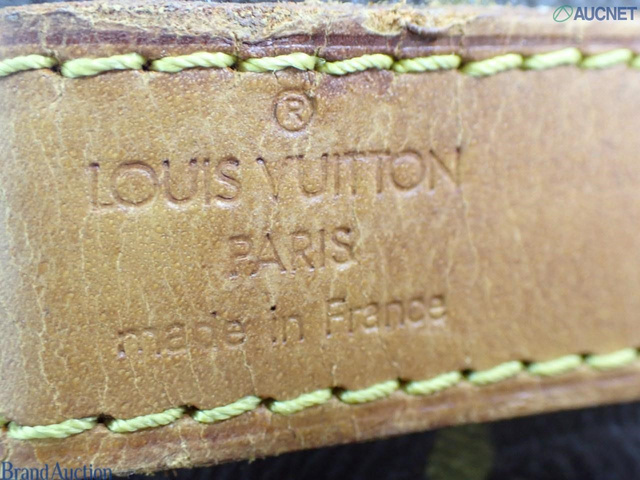 AUCNET
®
LOUIS VUITTON
PARIS
made in France
Brand Auction